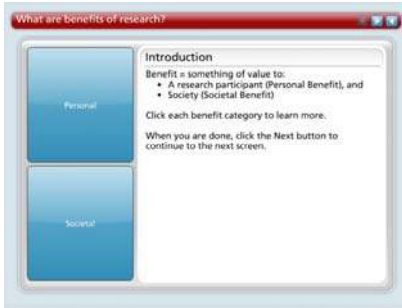 What are benefits of research?
Personal
Societal
Introduction
Benefit = something of value to:
• A research participant (Personal Benefit), and
• Society (Societal Benefit)
Click each benefit category to learn more.
When you are done, click the Next button to
continue to the next screen.